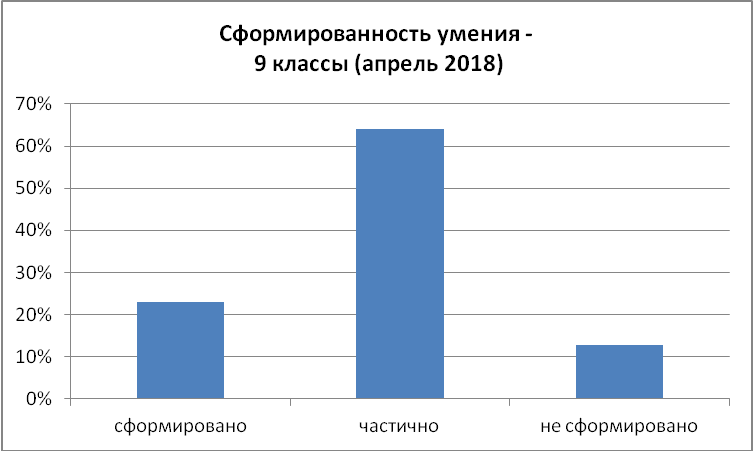 Сформированность умения -
9 классы (апрель 2018)
70%
60%
50%
40%
30%
20%
10%
0%
сформировано частично не сформировано